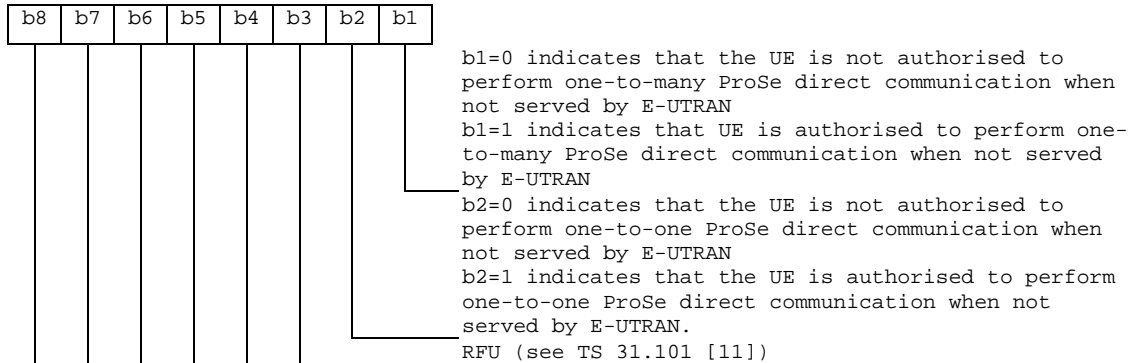 b8 b7 b6 b5 b4 b3 b2 b1
b1=0 indicates that the UE is not authorised to
perform one-to-many ProSe direct communication when
not served by E-UTRAN
b1=1 indicates that UE is authorised to perform one-
to-many ProSe direct communication when not served
by E-UTRAN
b2=0 indicates that the UE is not authorised to
perform one-to-one ProSe direct communication when
not served by E-UTRAN
b2=1 indicates that the UE is authorised to perform
one-to-one ProSe direct communication when not
served by E-UTRAN.
RFU (see TS 31.101 [11])